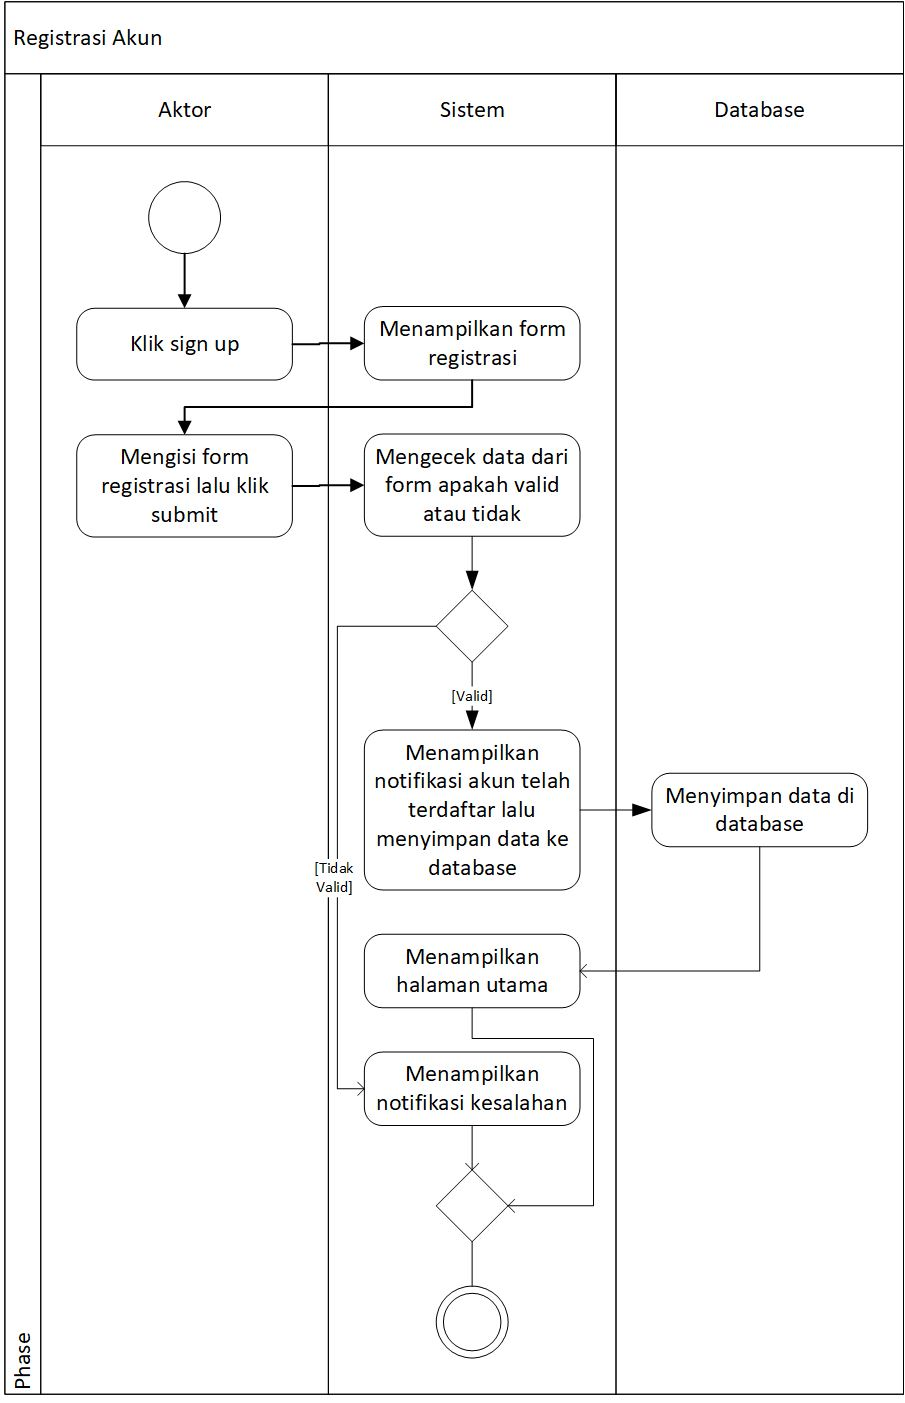 Registrasi Akun
Aktor
Sistem
Database
Klik sign up
Menampilkan form
registrasi
Mengisi form
registrasi lalu klik
submit
Mengecek data dari
form apakah valid
atau tidak
[Valid]
Menampilkan
notifikasi akun telah
terdaftar lalu
menyimpan data ke
database
Menyimpan data di
database
[Tidak
Valid]
Menampilkan
halaman utama
Menampilkan
notifikasi kesalahan
Phase